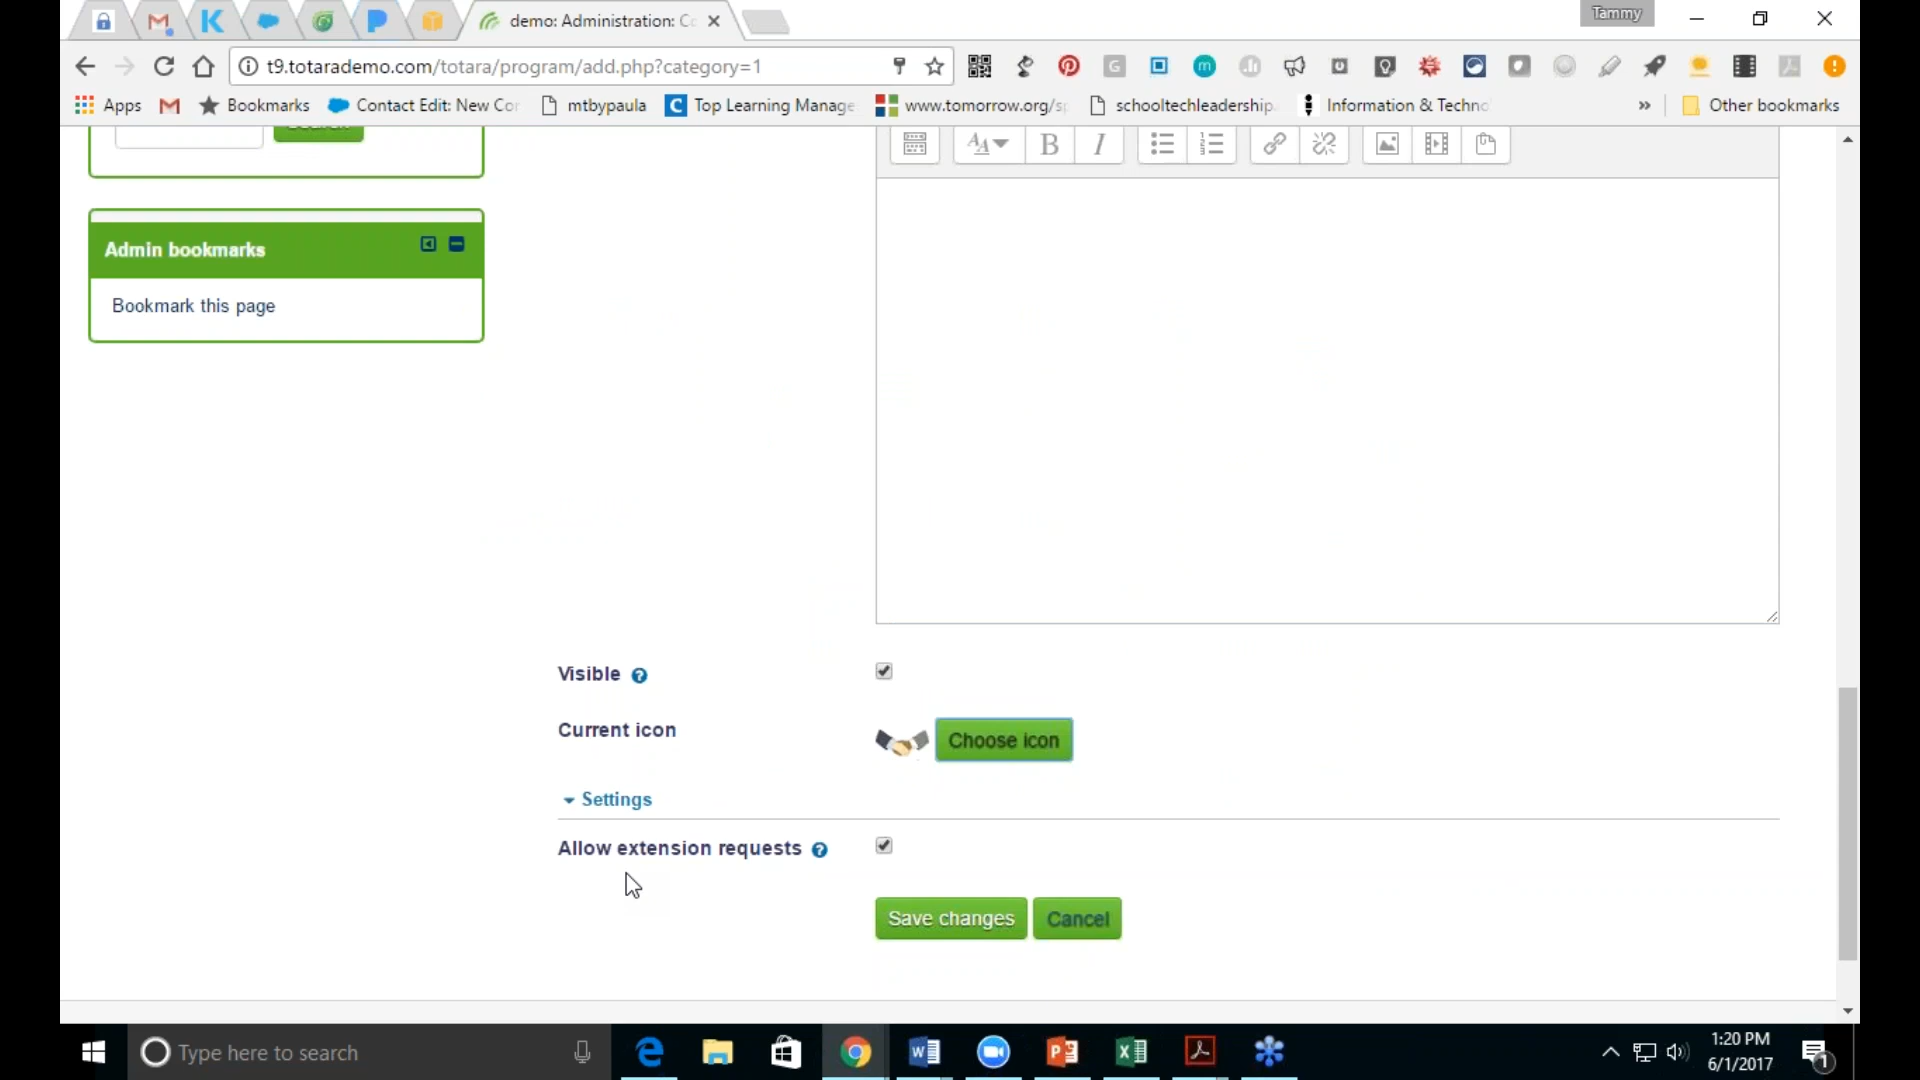 demo: Administration: Co
Tammy
t9.totarademo.com/totara/program/add.php?category=1
Apps
Bookmarks
Contact Edit: New Cor
mtbypaula
Top Learning Manage
www.tomorrow.org/sp
schooltechleadership.
Information & Techno
»
Other bookmarks
B I
Admin bookmarks
Bookmark this page
Visible
Current icon
Choose icon
Settings
Allow extension requests
Save changes
Cancel
Type here to search
1:20 PM
6/1/2017
1